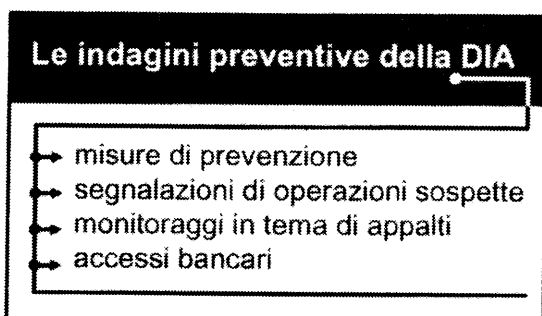 Le indagini preventive della DIA
misure di prevenzione
segnalazioni di operazioni sospette
monitoraggi in tema di appalti
accessi bancari